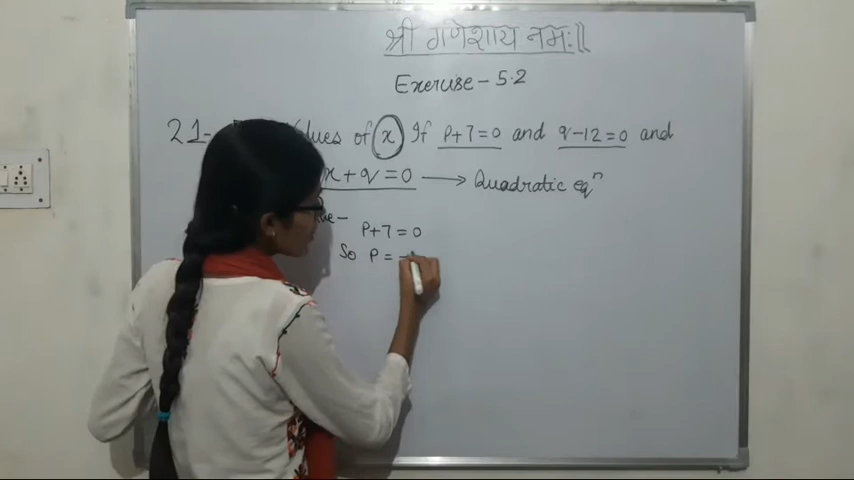 श्री गणेशाय नमः॥
Exercise - 5.2
21- Values of x If P+7=0 and q-12=0 and
x+q=0 → Quadratic eqⁿ
P+7=0
So P = -